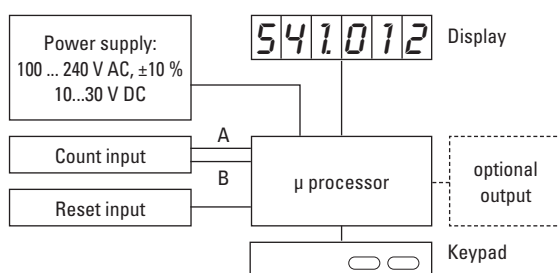 Power supply:
100 ... 240 V AC, ±10 %
10...30 V DC
541.012
Display
A
Count input
B
µ processor
optional
output
Reset input
Keypad